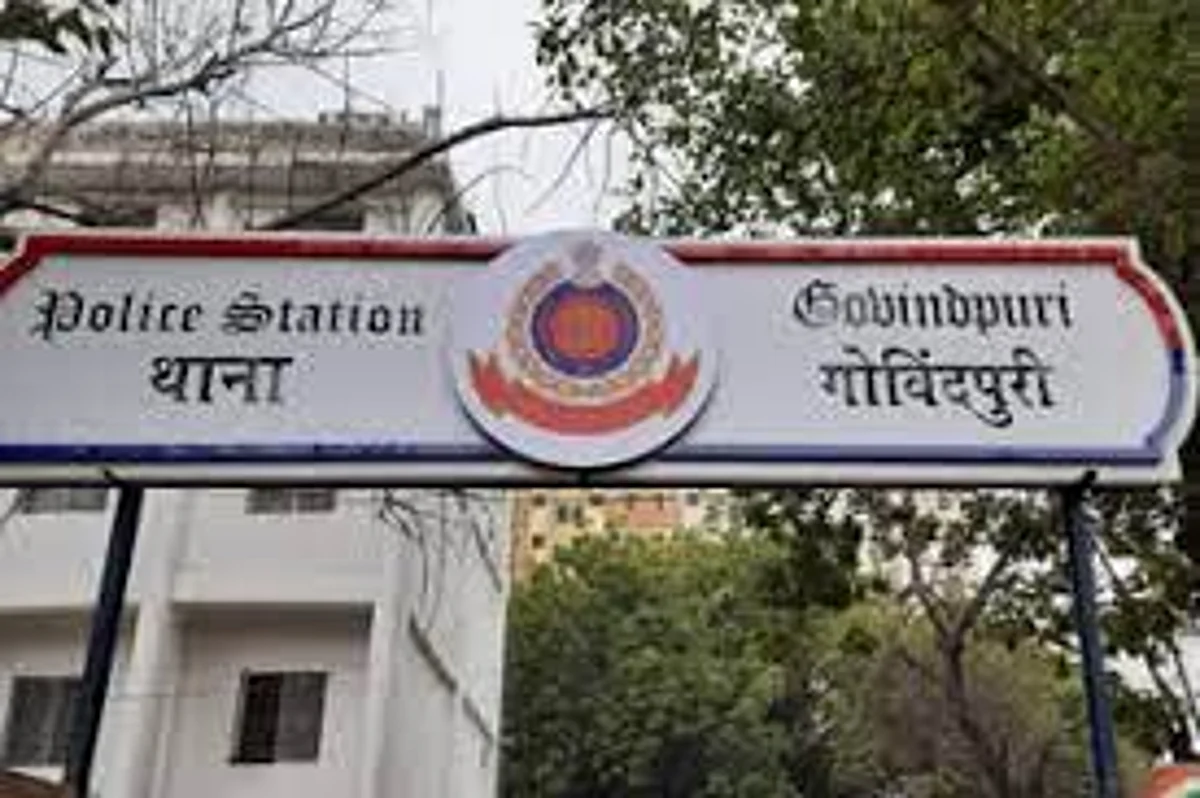 Police Station
थाना
Govindpuri
गोविंदपुरी